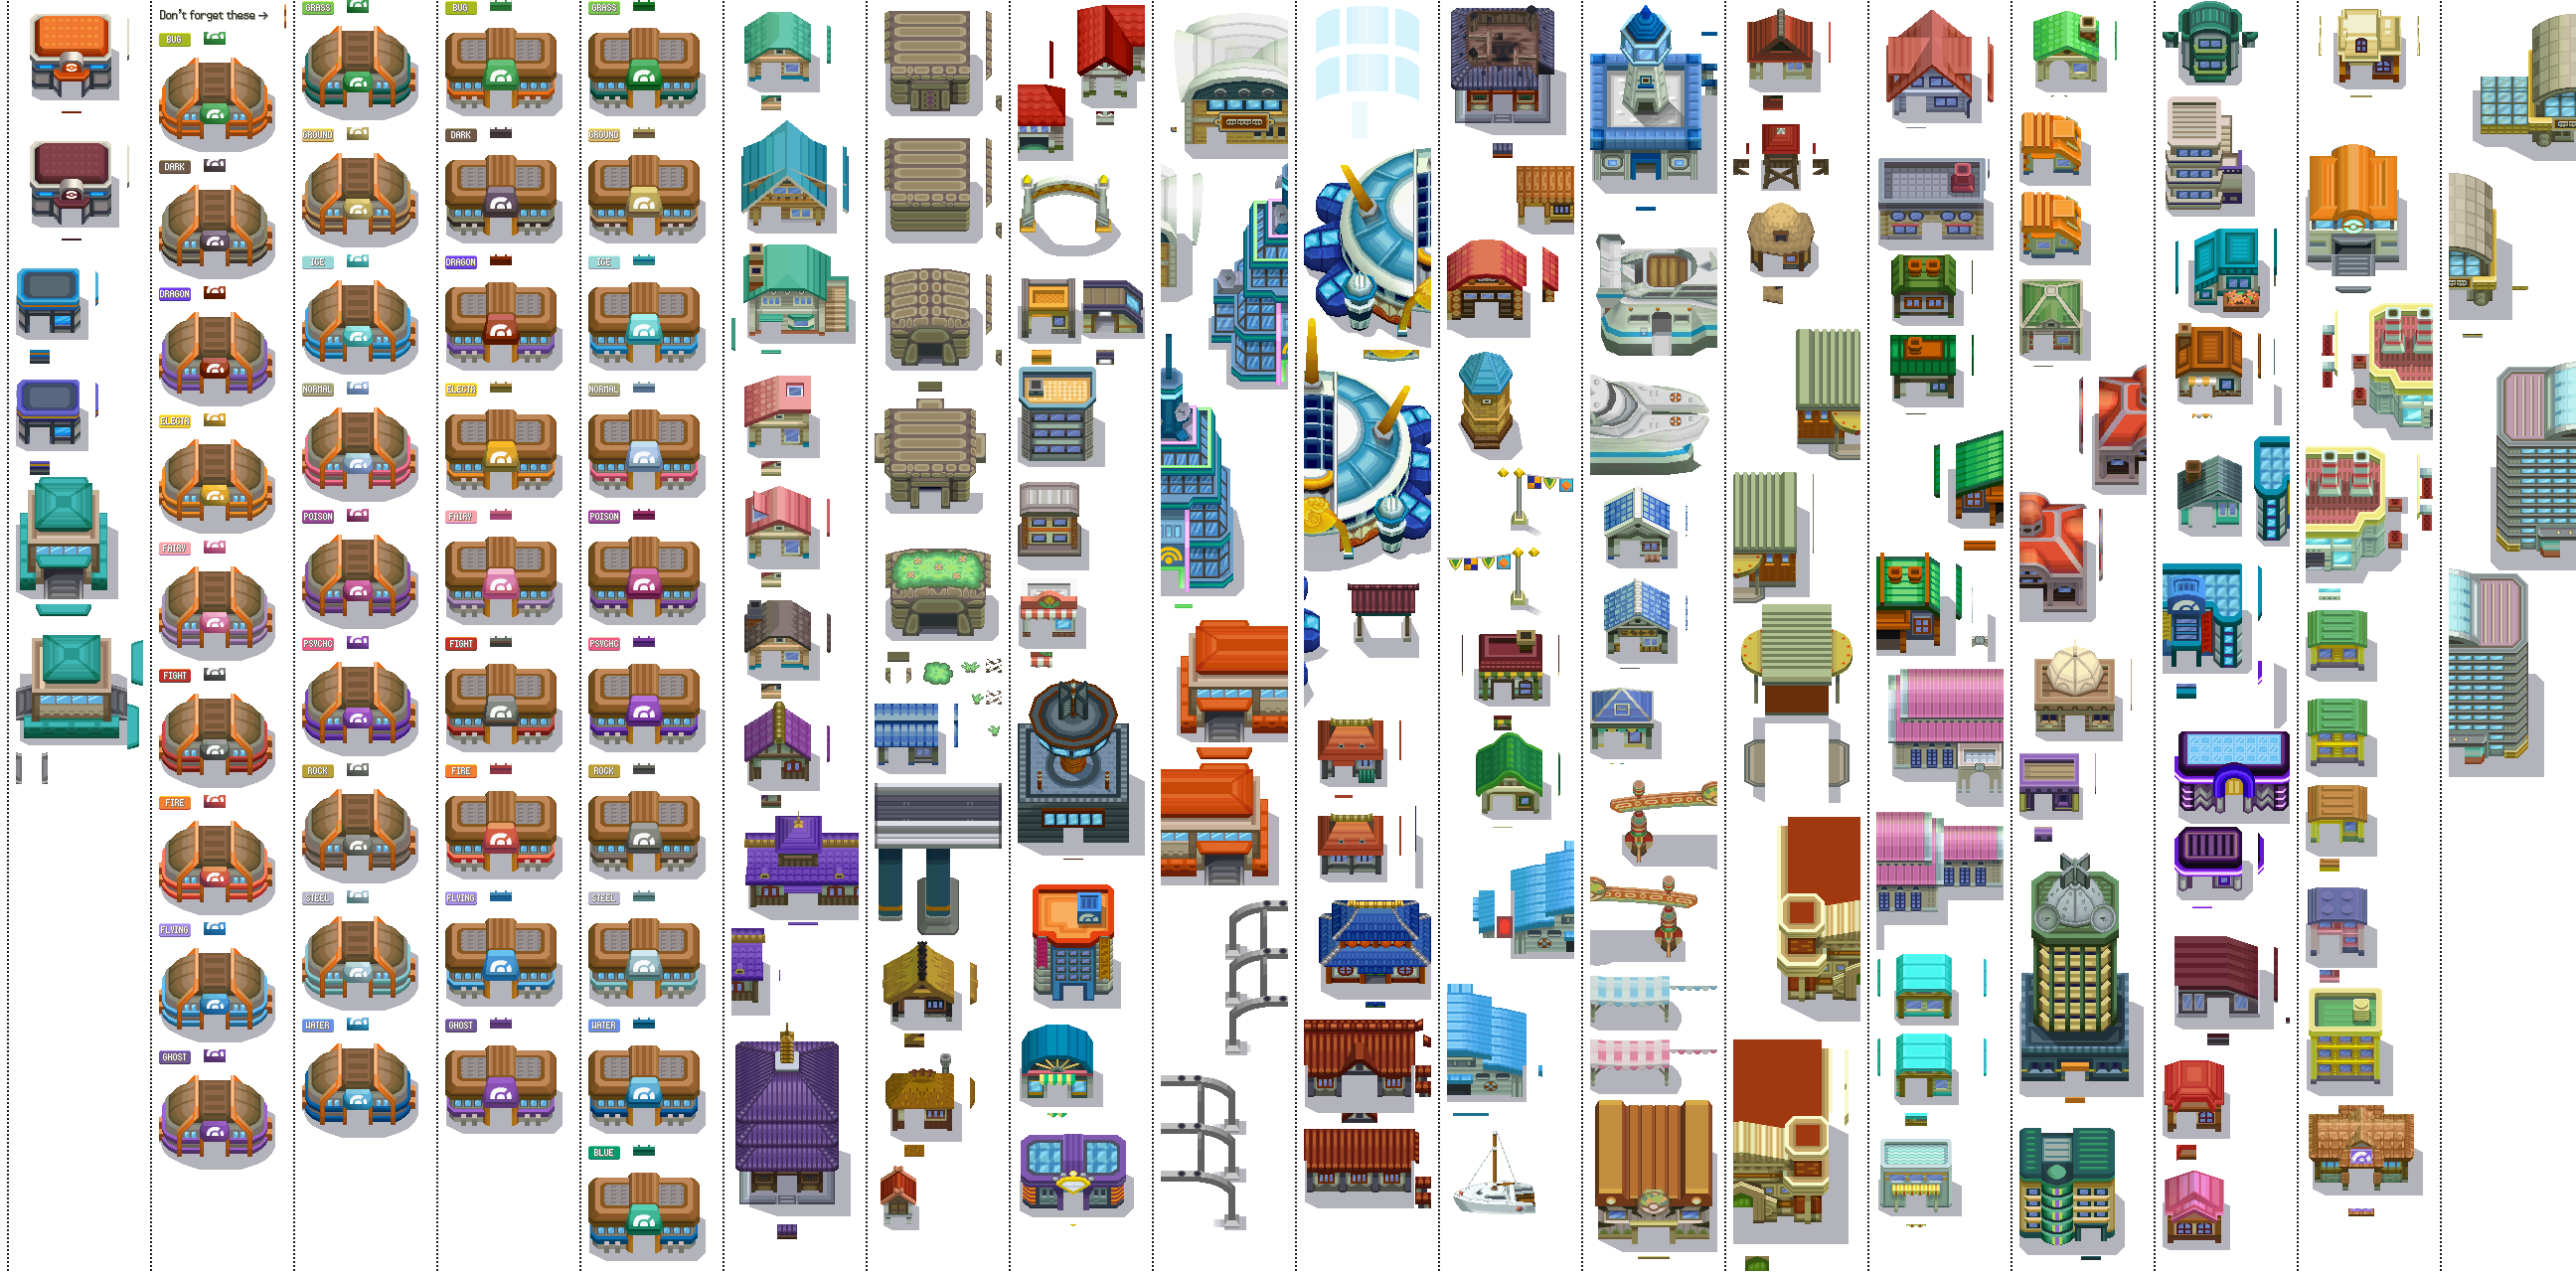 Don't forget these →
BUG
DARK
DRAGON
ELECTR
FAIRY
FIGHT
FIRE
FLYING
GHOST
GRASS
GROUND
ICE
NORMAL
POISON
PSYCHC
ROCK
STEEL
WATER
BUG
DARK
DRAGON
ELECTR
FAIRY
FIGHT
FIRE
FLYING
GHOST
GRASS
GROUND
ICE
NORMAL
POISON
PSYCHC
ROCK
STEEL
WATER
BLUE